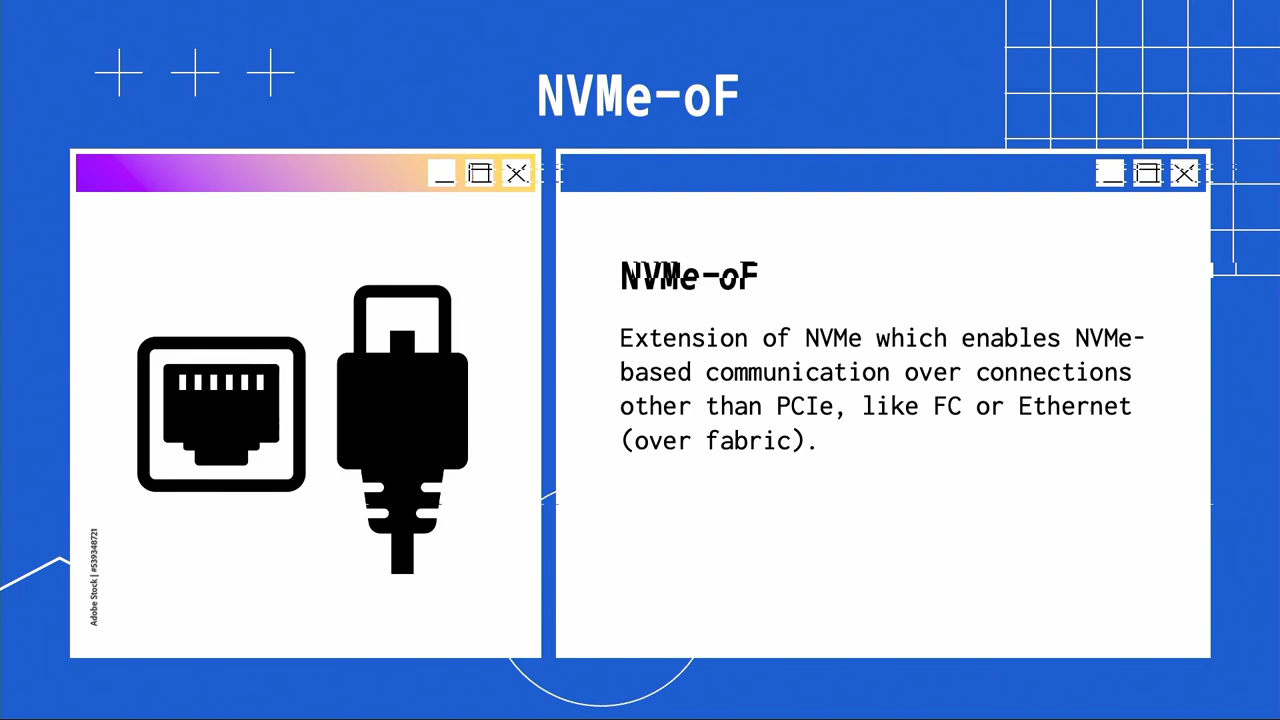 NVMe-oF
NVMe-oF
Extension of NVMe which enables NVMe-
based communication over connections
other than PCIe, like FC or Ethernet
(over fabric).
Adobe Stock | #539348721